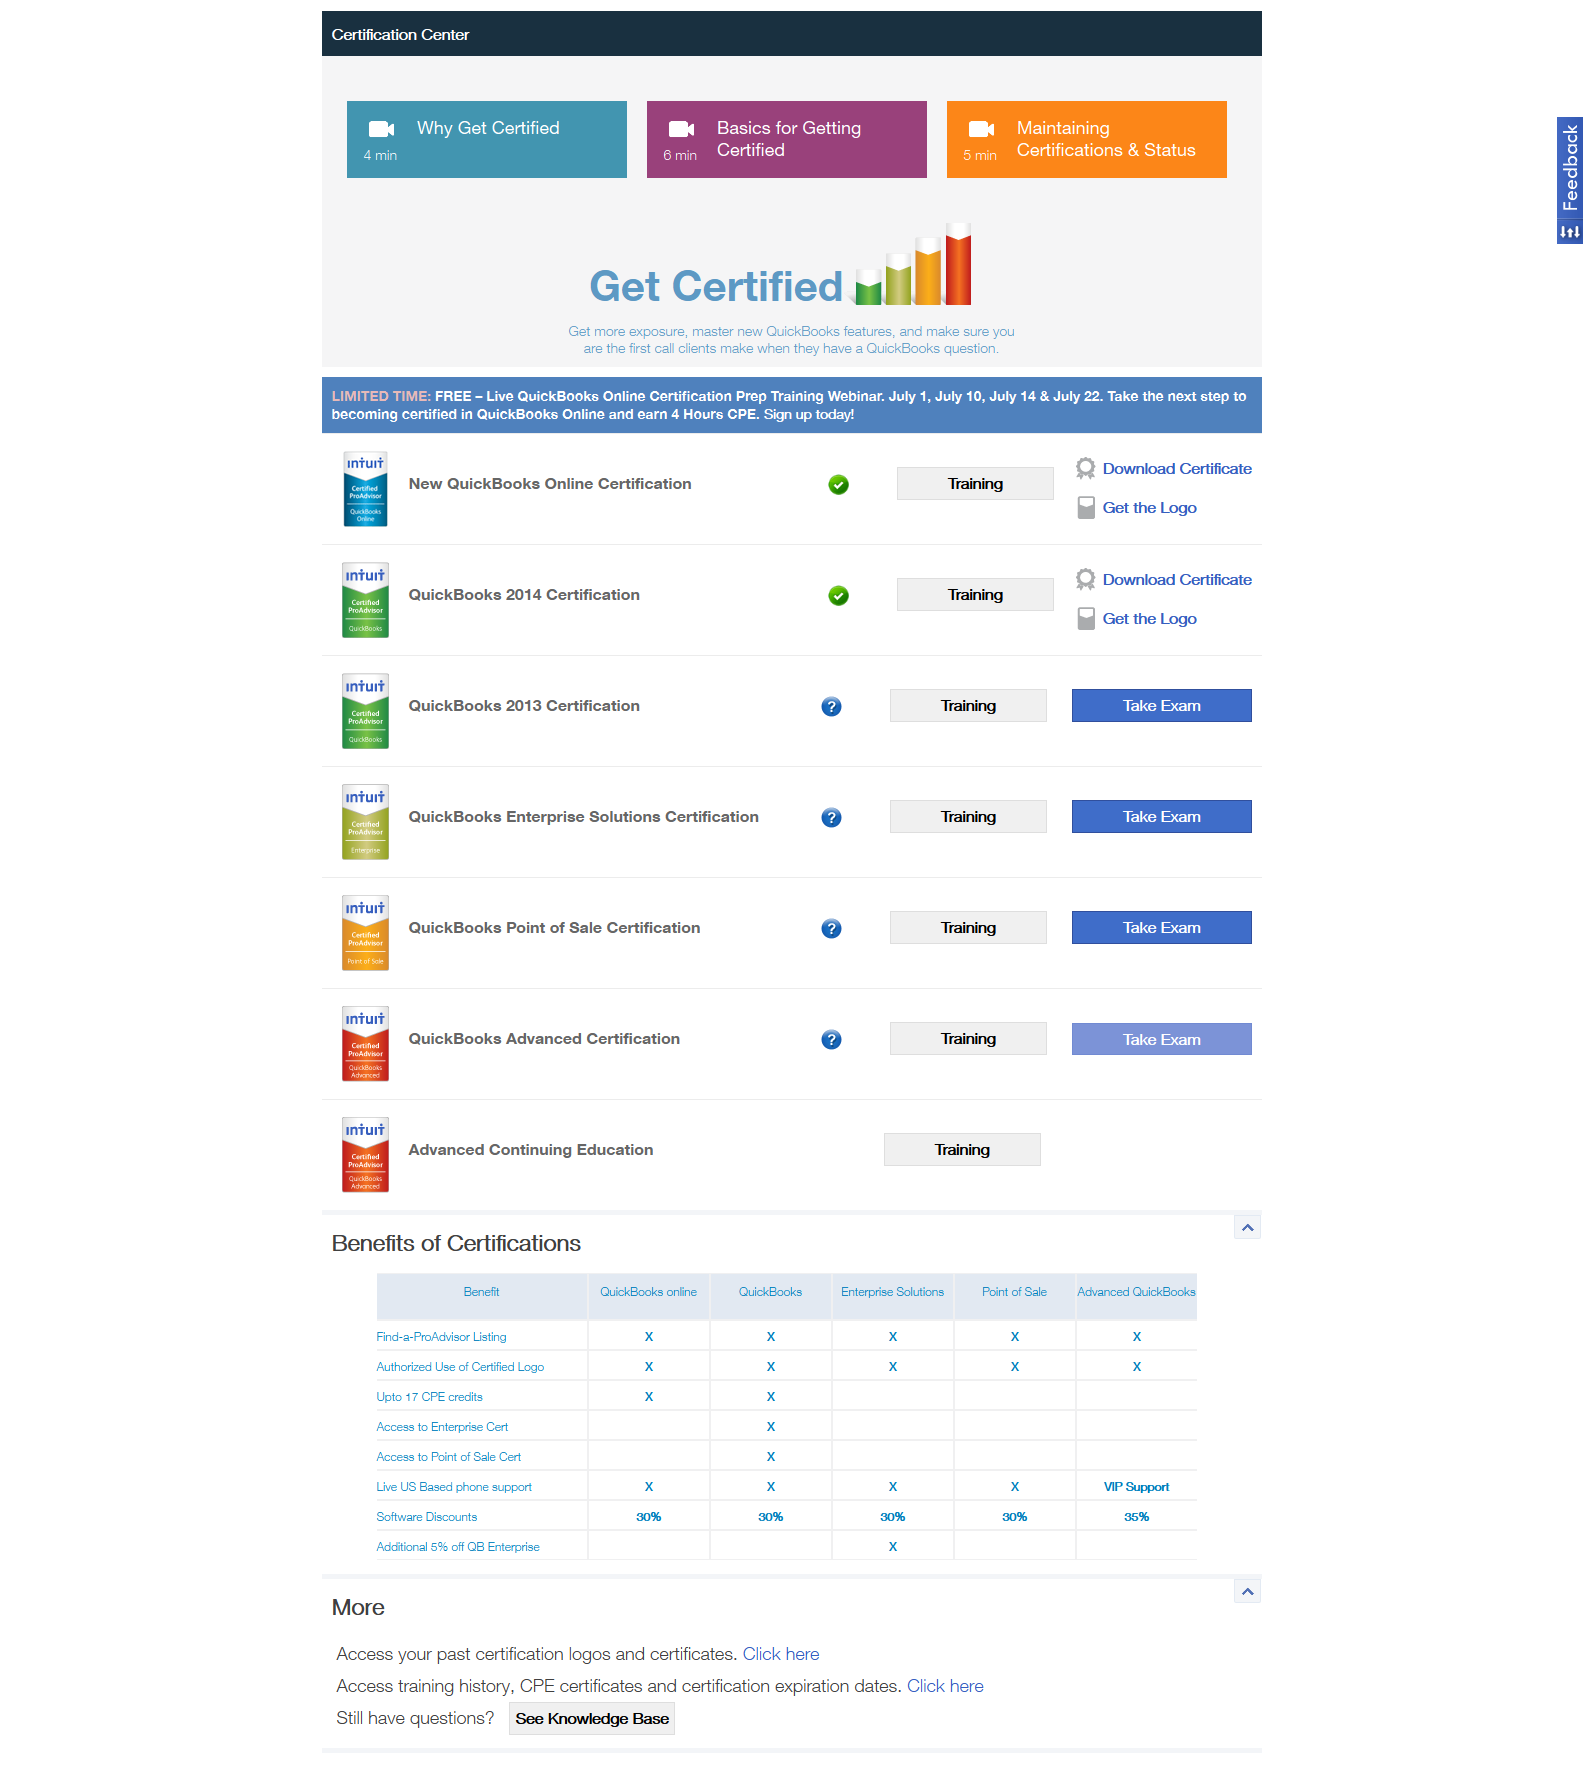 Certification Center
Why Get Certified
4 min
Basics for Getting
Certified
6 min
Maintaining
Certifications & Status
5 min
Feedback
Get Certified
Get more exposure, master new QuickBooks features, and make sure you
are the first call clients make when they have a QuickBooks question.
LIMITED TIME: FREE – Live QuickBooks Online Certification Prep Training Webinar. July 1, July 10, July 14 & July 22. Take the next step to
becoming certified in QuickBooks Online and earn 4 Hours CPE. Sign up today!
intuit
Certified
ProAdvisor
QuickBooks
Online
New QuickBooks Online Certification
Training
Download Certificate
Get the Logo
intuit
Certified
ProAdvisor
QuickBooks
QuickBooks 2014 Certification
Training
Download Certificate
Get the Logo
intuit
Certified
ProAdvisor
QuickBooks
QuickBooks 2013 Certification
?
Training
Take Exam
intuit
Certified
ProAdvisor
Enterprise
QuickBooks Enterprise Solutions Certification
?
Training
Take Exam
intuit
Certified
ProAdvisor
Point of Sale
QuickBooks Point of Sale Certification
?
Training
Take Exam
intuit
Certified
ProAdvisor
QuickBooks
Advanced
QuickBooks Advanced Certification
?
Training
Take Exam
intuit
Certified
ProAdvisor
QuickBooks
Advanced
Advanced Continuing Education
Training
Benefits of Certifications
Benefit QuickBooks online QuickBooks Enterprise Solutions Point of Sale Advanced QuickBooks
Find-a-ProAdvisor Listing X X X X X
Authorized Use of Certified Logo X X X X X
Upto 17 CPE credits X X
Access to Enterprise Cert X
Access to Point of Sale Cert X
Live US Based phone support X X X X VIP Support
Software Discounts 30% 30% 30% 30% 35%
Additional 5% off QB Enterprise X
More
Access your past certification logos and certificates. Click here
Access training history, CPE certificates and certification expiration dates. Click here
Still have questions? See Knowledge Base